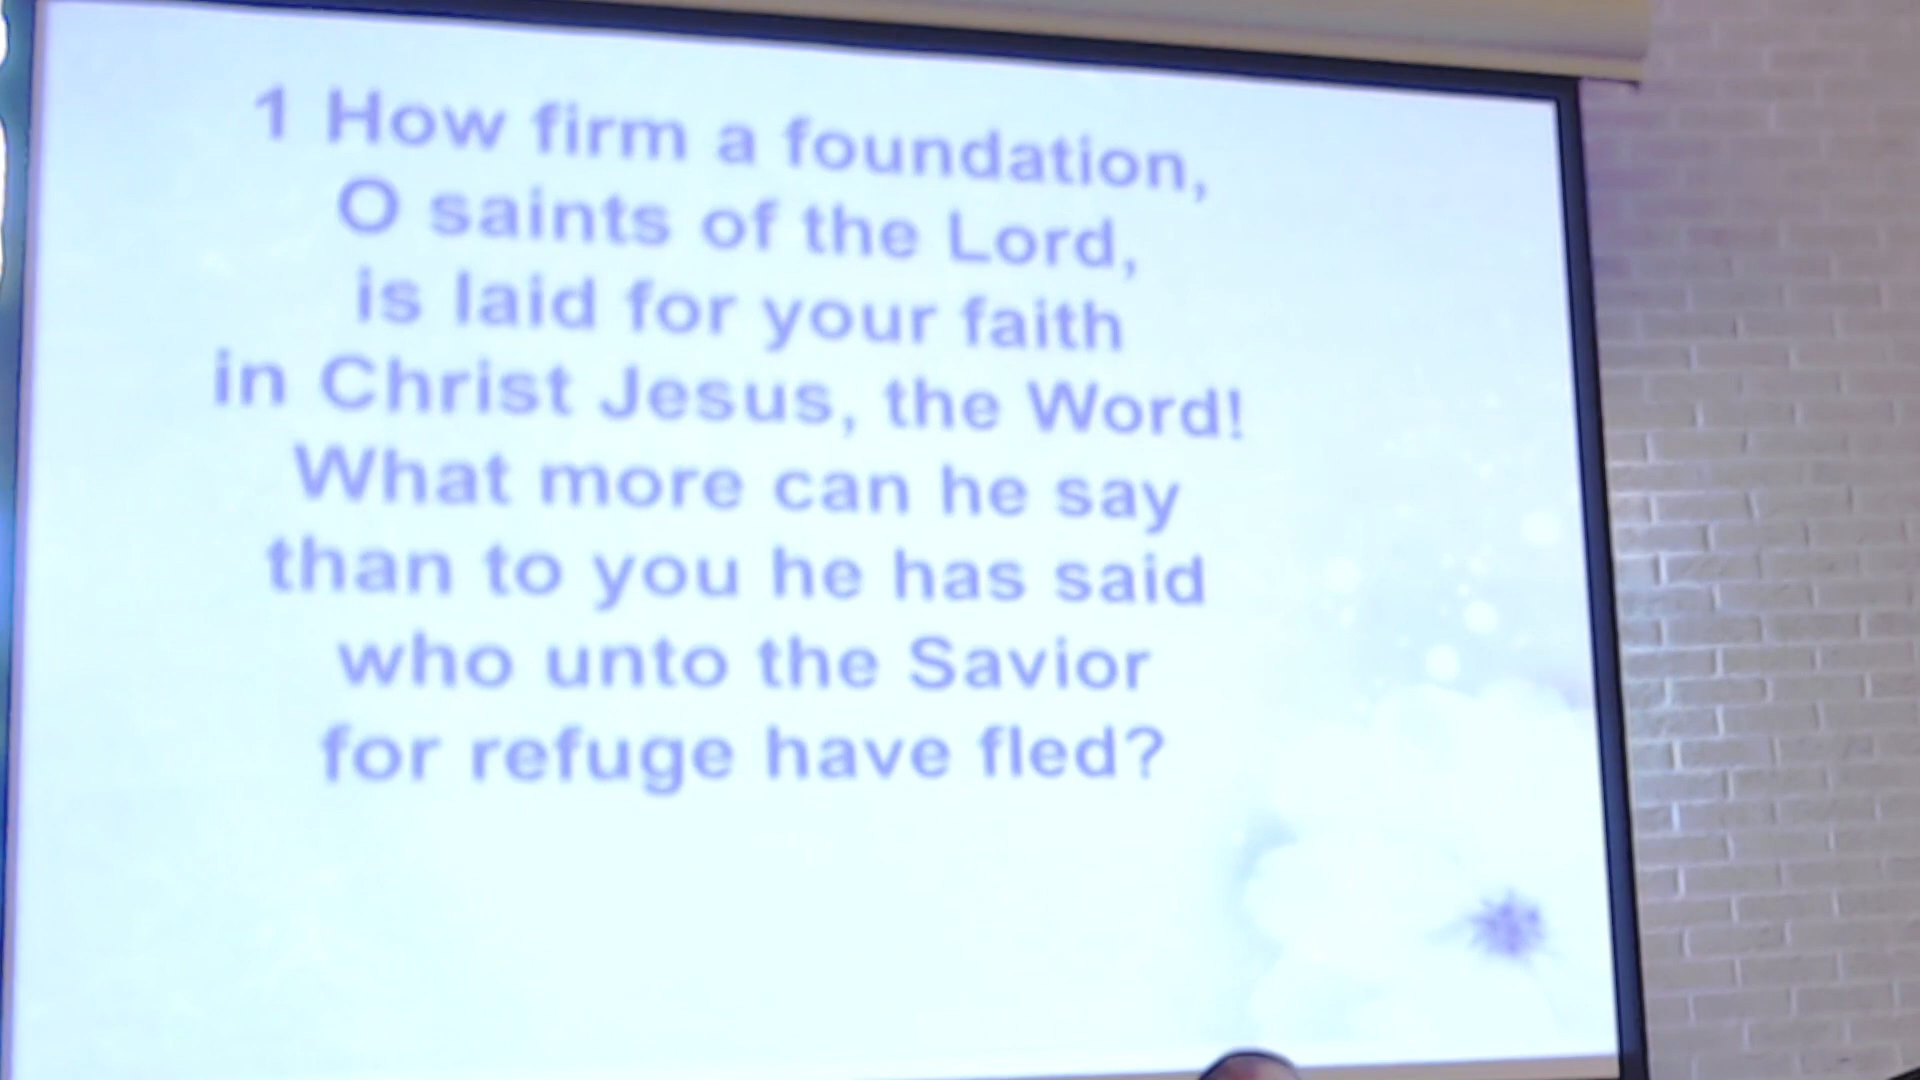 1 How firm a foundation,
O saints of the Lord,
is laid for your faith
in Christ Jesus, the Word!
What more can he say
than to you he has said
who unto the Savior
for refuge have fled?